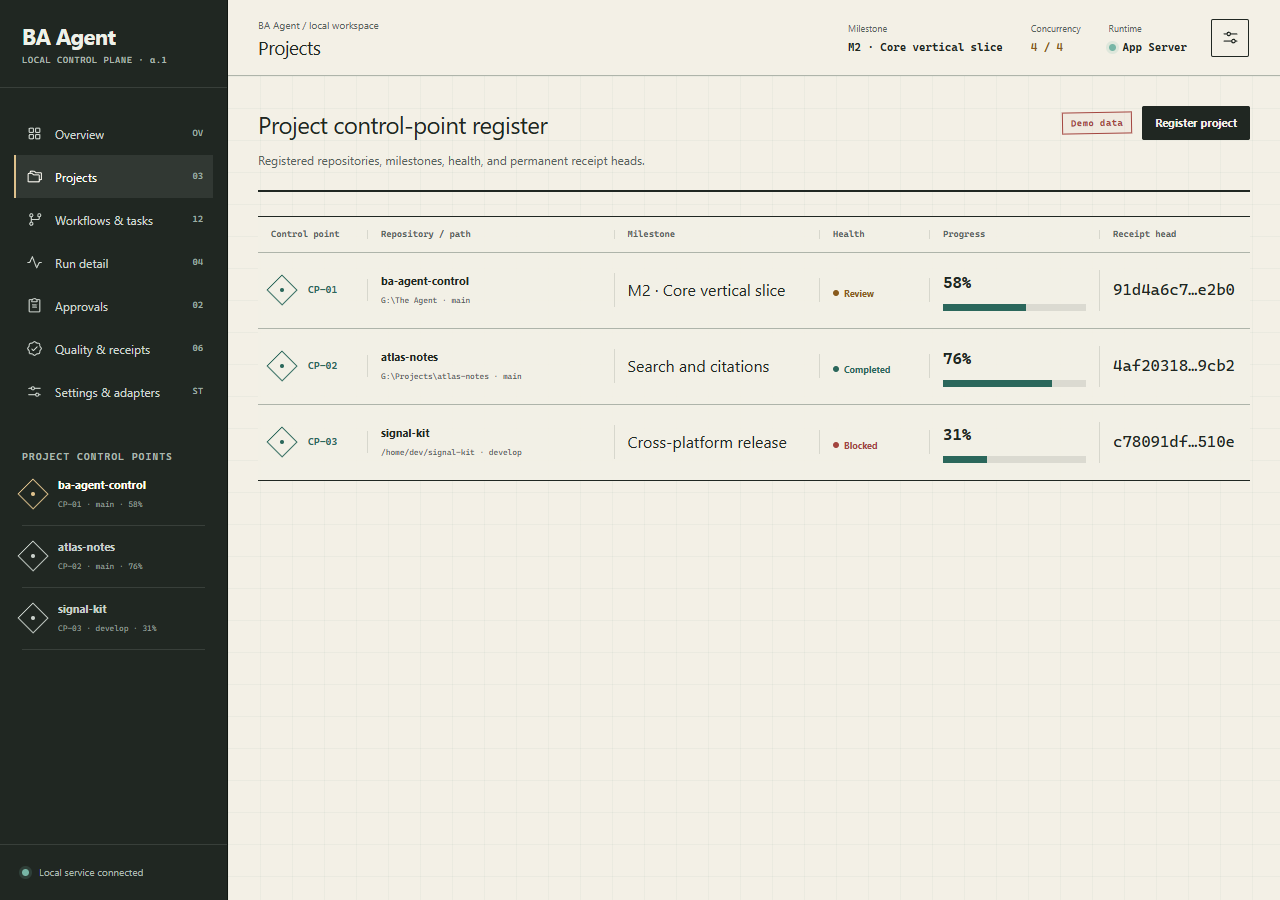 BA Agent
LOCAL CONTROL PLANE · α.1
Overview OV
Projects 03
Workflows & tasks 12
Run detail 04
Approvals 02
Quality & receipts 06
Settings & adapters ST
PROJECT CONTROL POINTS
ba-agent-control
CP-01 · main · 58%
atlas-notes
CP-02 · main · 76%
signal-kit
CP-03 · develop · 31%
Local service connected
BA Agent / local workspace
Projects
Milestone
M2 · Core vertical slice
Concurrency
4 / 4
Runtime
App Server
Project control-point register
Registered repositories, milestones, health, and permanent receipt heads.
Demo data
Register project
Control point Repository / path Milestone Health Progress Receipt head
CP-01
ba-agent-control
G:\The Agent · main
M2 · Core vertical slice
Review
58%
91d4a6c7…e2b0
CP-02
atlas-notes
G:\Projects\atlas-notes · main
Search and citations
Completed
76%
4af20318…9cb2
CP-03
signal-kit
/home/dev/signal-kit · develop
Cross-platform release
Blocked
31%
c78091df…510e